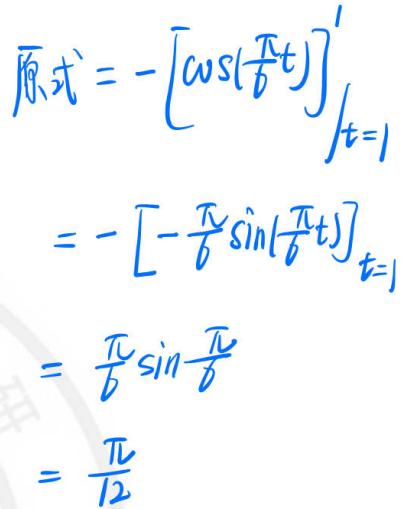 原式 = -[cos(π/6 t)]' |t=1
= -[-π/6 sin(π/6 t)] t=1
= π/6 sin π/6
= π/12